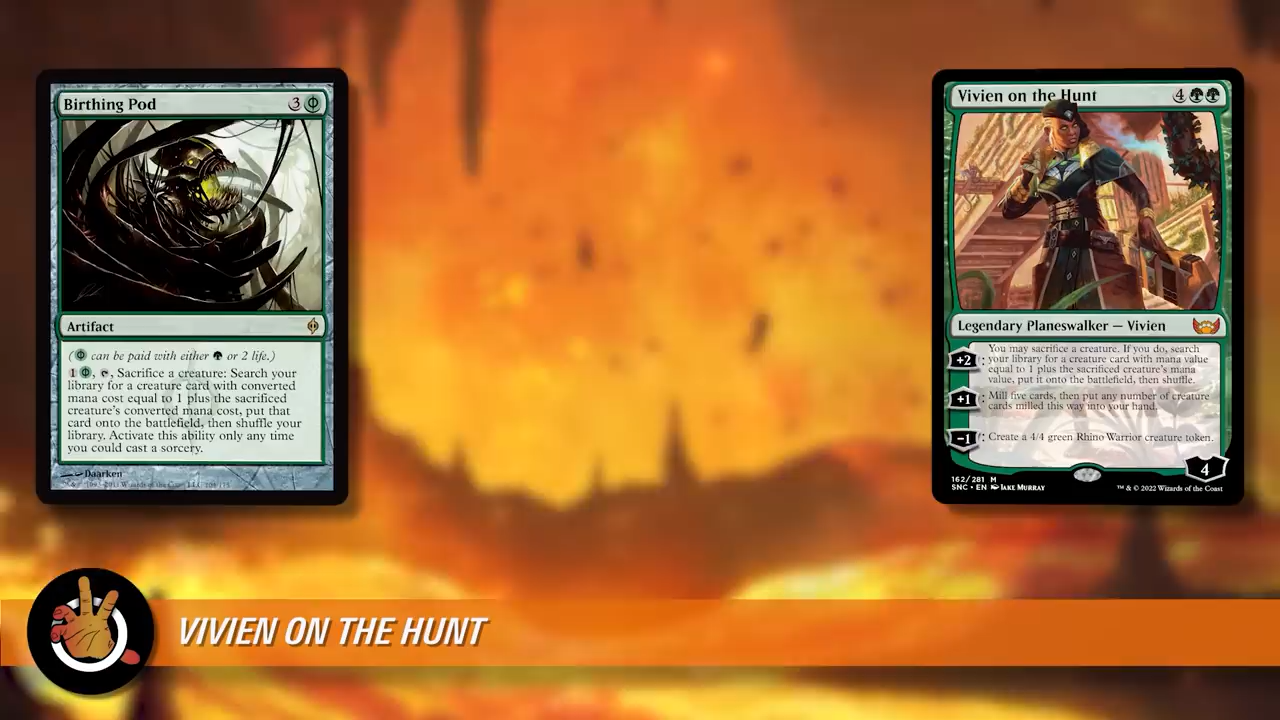 Birthing Pod 3
Artifact
( can be paid with either or 2 life.)
1 , , Sacrifice a creature: Search your
library for a creature card with converted
mana cost equal to 1 plus the sacrificed
creature's converted mana cost, put that
card onto the battlefield, then shuffle your
library. Activate this ability only any time
you could cast a sorcery.
Daarken
Vivien on the Hunt 4
Legendary Planeswalker — Vivien
+2: You may sacrifice a creature. If you do, search
your library for a creature card with mana value
equal to 1 plus the sacrificed creature's mana
value, put it onto the battlefield, then shuffle.
+1: Mill five cards, then put any number of creature
cards milled this way into your hand.
−1: Create a 4/4 green Rhino Warrior creature token.
4
162/281 M
SNC • EN Jake Murray
™ & © 2022 Wizards of the Coast
VIVIEN ON THE HUNT